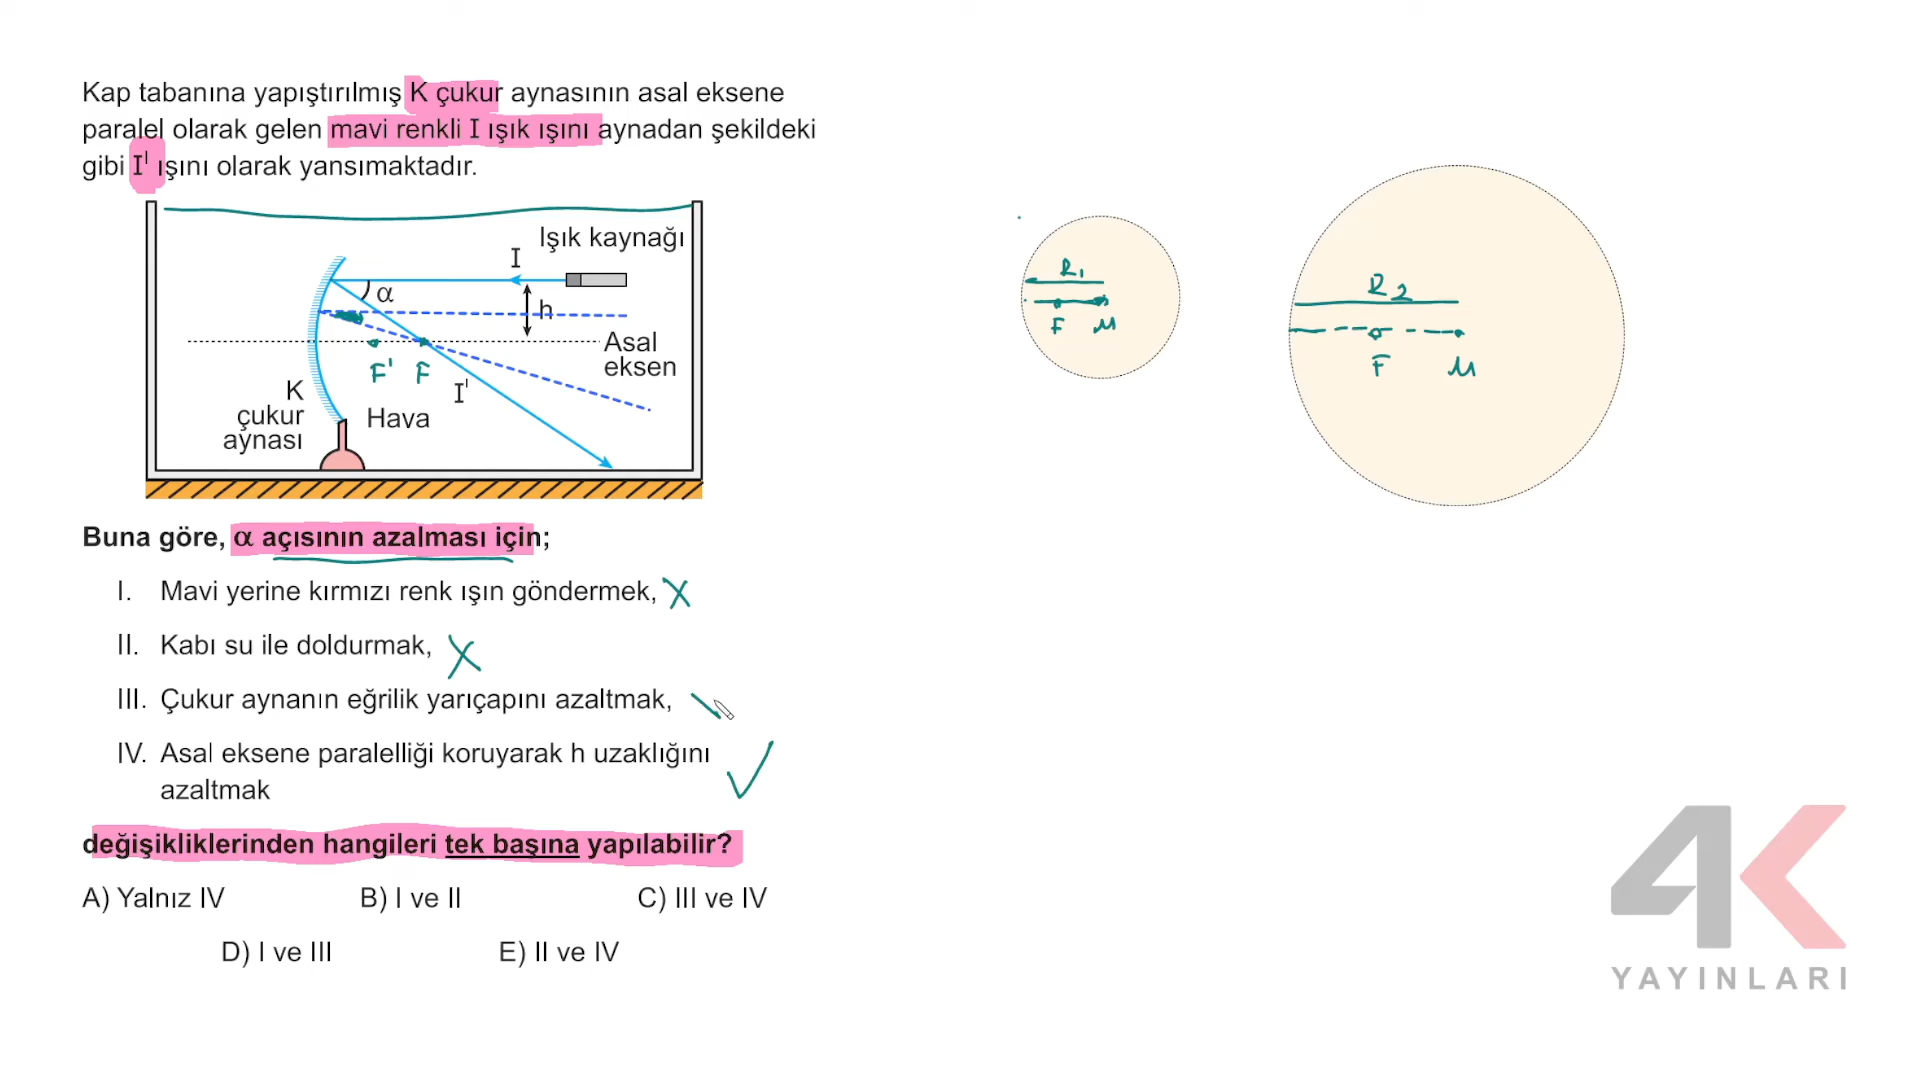 Kap tabanına yapıştırılmış K çukur aynasının asal eksene
paralel olarak gelen mavi renkli I ışık ışını aynadan şekildeki
gibi I' ışını olarak yansımaktadır.
Işık kaynağı
I
α
h
Asal
eksen
F'
F
I'
K
çukur
aynası
Hava
Buna göre, α açısının azalması için;
I. Mavi yerine kırmızı renk ışın göndermek,
II. Kabı su ile doldurmak,
III. Çukur aynanın eğrilik yarıçapını azaltmak,
IV. Asal eksene paralelliği koruyarak h uzaklığını
azaltmak
değişikliklerinden hangileri tek başına yapılabilir?
A) Yalnız IV B) I ve II C) III ve IV
D) I ve III E) II ve IV
R1
F M
R2
F M
4K
YAYINLARI